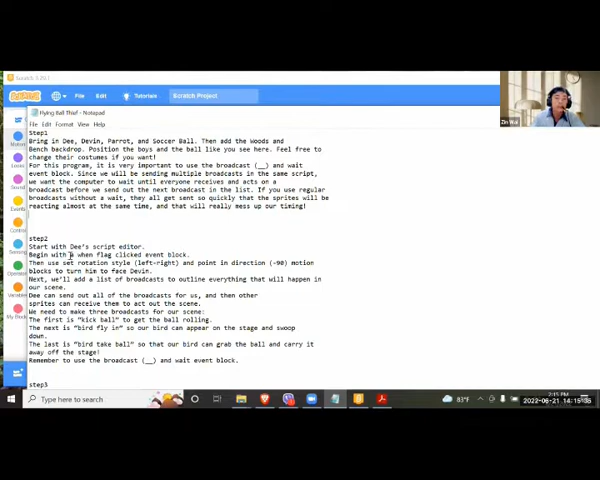 Scratch 3.29.1
SCRATCH File Edit Tutorials Scratch Project
Flying Ball Thief - Notepad
File Edit Format View Help
Step1
Bring in Dee, Devin, Parrot, and Soccer Ball. Then add the Woods and
Bench backdrop. Position the boys and the ball like you see here. Feel free to
change their costumes if you want!
For this program, it is very important to use the broadcast (__) and wait
event block. Since we will be sending multiple broadcasts in the same script,
we want the computer to wait until everyone receives and acts on a
broadcast before we send out the next broadcast in the list. If you use regular
broadcasts without a wait, they all get sent so quickly that the sprites will be
reacting almost at the same time, and that will really mess up our timing!
step2
Start with Dee's script editor.
Begin with a when flag clicked event block.
Then use set rotation style (left-right) and point in direction (-90) motion
blocks to turn him to face Devin.
Next, we'll add a list of broadcasts to outline everything that will happen in
our scene.
Dee can send out all of the broadcasts for us, and then other
sprites can receive them to act out the scene.
We need to make three broadcasts for our scene:
The first is "kick ball" to get the ball rolling.
The next is "bird fly in" so our bird can appear on the stage and swoop
down.
The last is "bird take ball" so that our bird can grab the ball and carry it
away off the stage!
Remember to use the broadcast (__) and wait event block.
step3
Type here to search
83°F
2:15 PM
2022-06-21 14:15:35